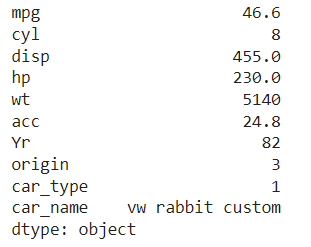 mpg 46.6
cyl 8
disp 455.0
hp 230.0
wt 5140
acc 24.8
Yr 82
origin 3
car_type 1
car_name vw rabbit custom
dtype: object